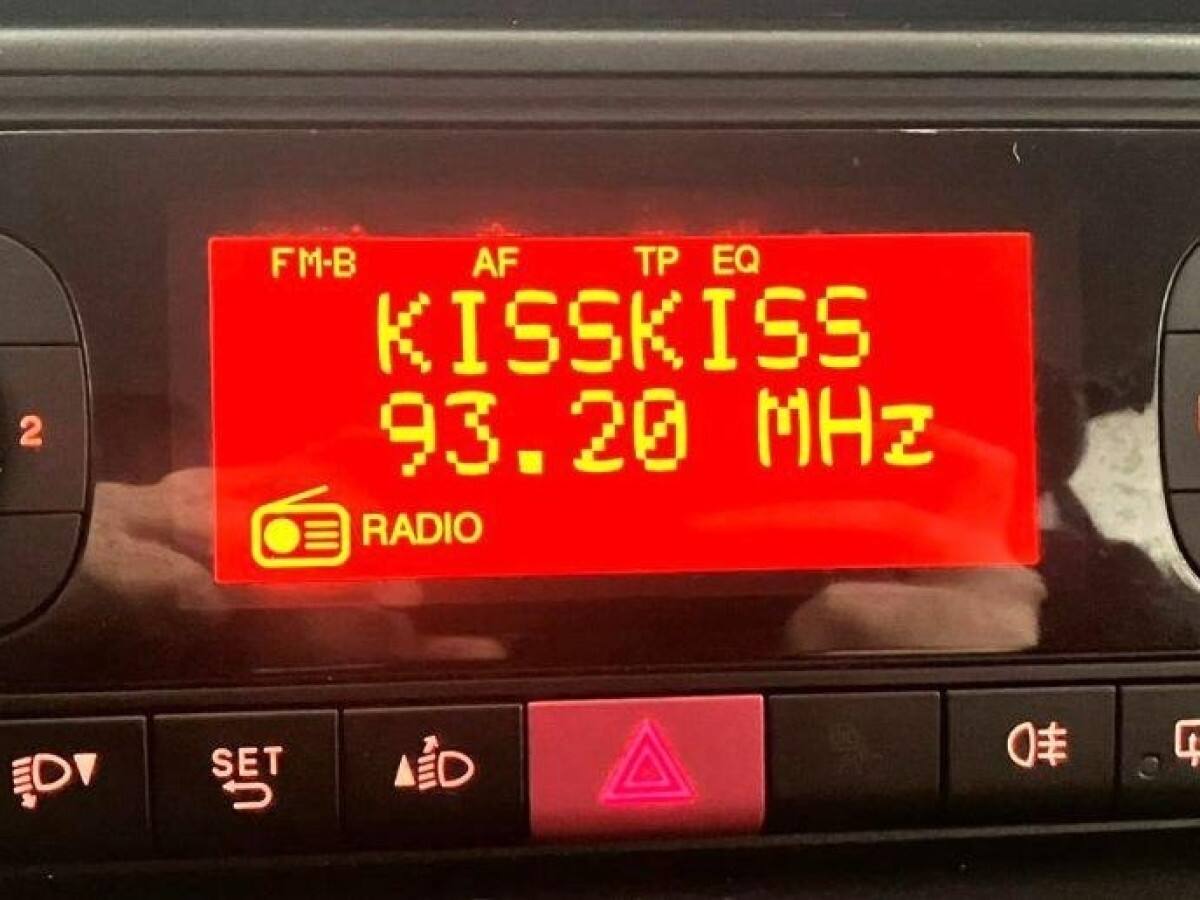 FM-B AF TP EQ
KISSKISS
93.20 MHz
RADIO
2
SET